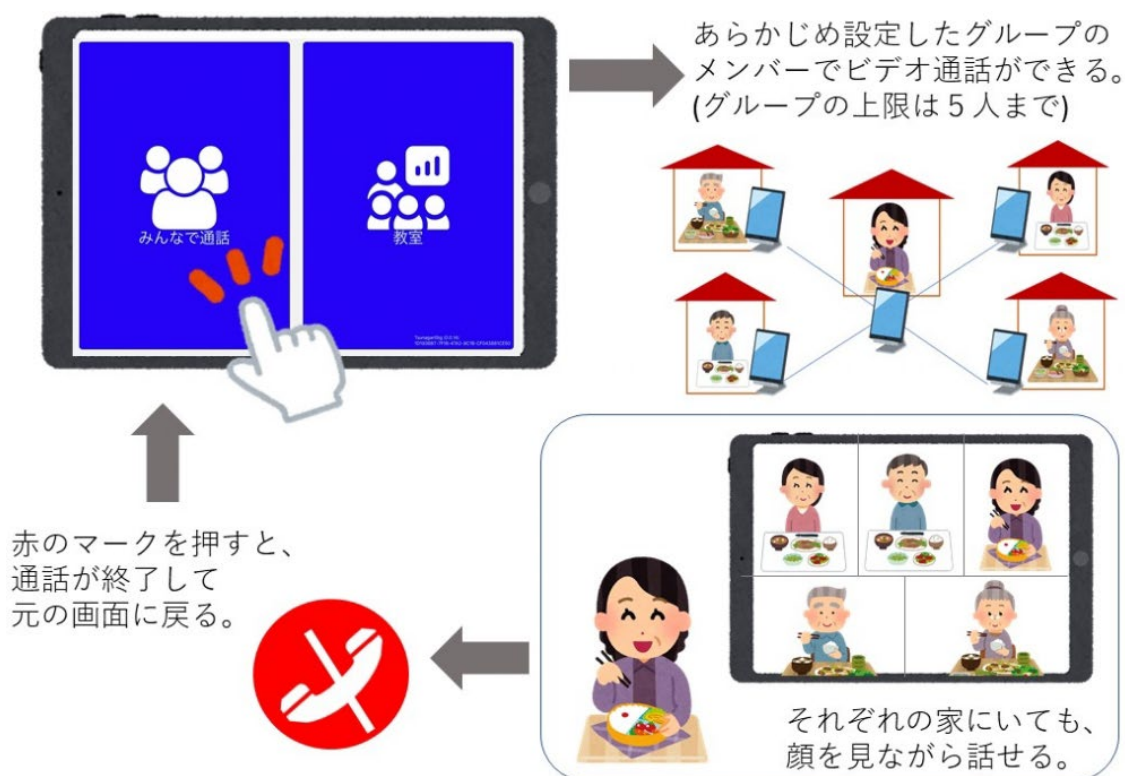 みんなで通話
教室
あらかじめ設定したグループの
メンバーでビデオ通話ができる。
(グループの上限は５人まで)
それぞれの家にいても、
顔を見ながら話せる。
赤のマークを押すと、
通話が終了して
元の画面に戻る。